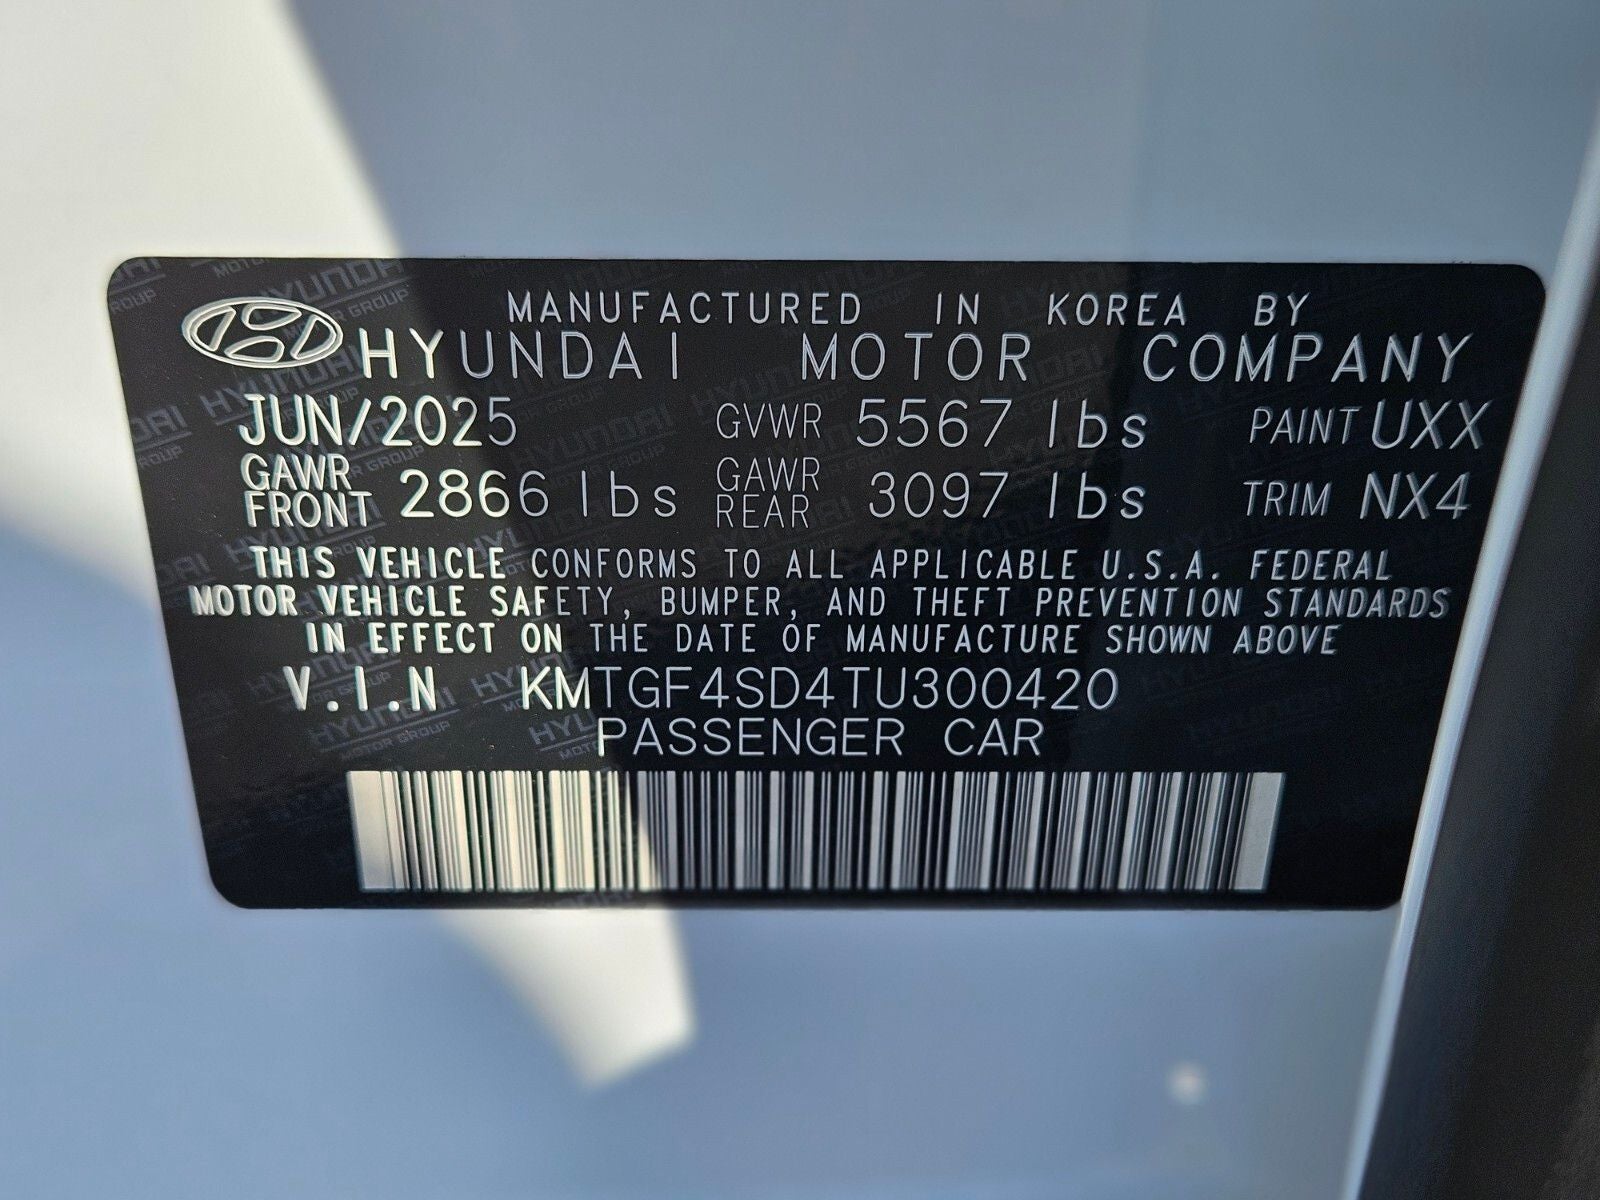 MANUFACTURED IN KOREA BY
HYUNDAI MOTOR COMPANY
JUN/2025 GVWR 5567 lbs PAINT UXX
GAWR FRONT 2866 lbs GAWR REAR 3097 lbs TRIM NX4
THIS VEHICLE CONFORMS TO ALL APPLICABLE U.S.A. FEDERAL
MOTOR VEHICLE SAFETY, BUMPER, AND THEFT PREVENTION STANDARDS
IN EFFECT ON THE DATE OF MANUFACTURE SHOWN ABOVE
V.I.N KMTGF4SD4TU300420
PASSENGER CAR